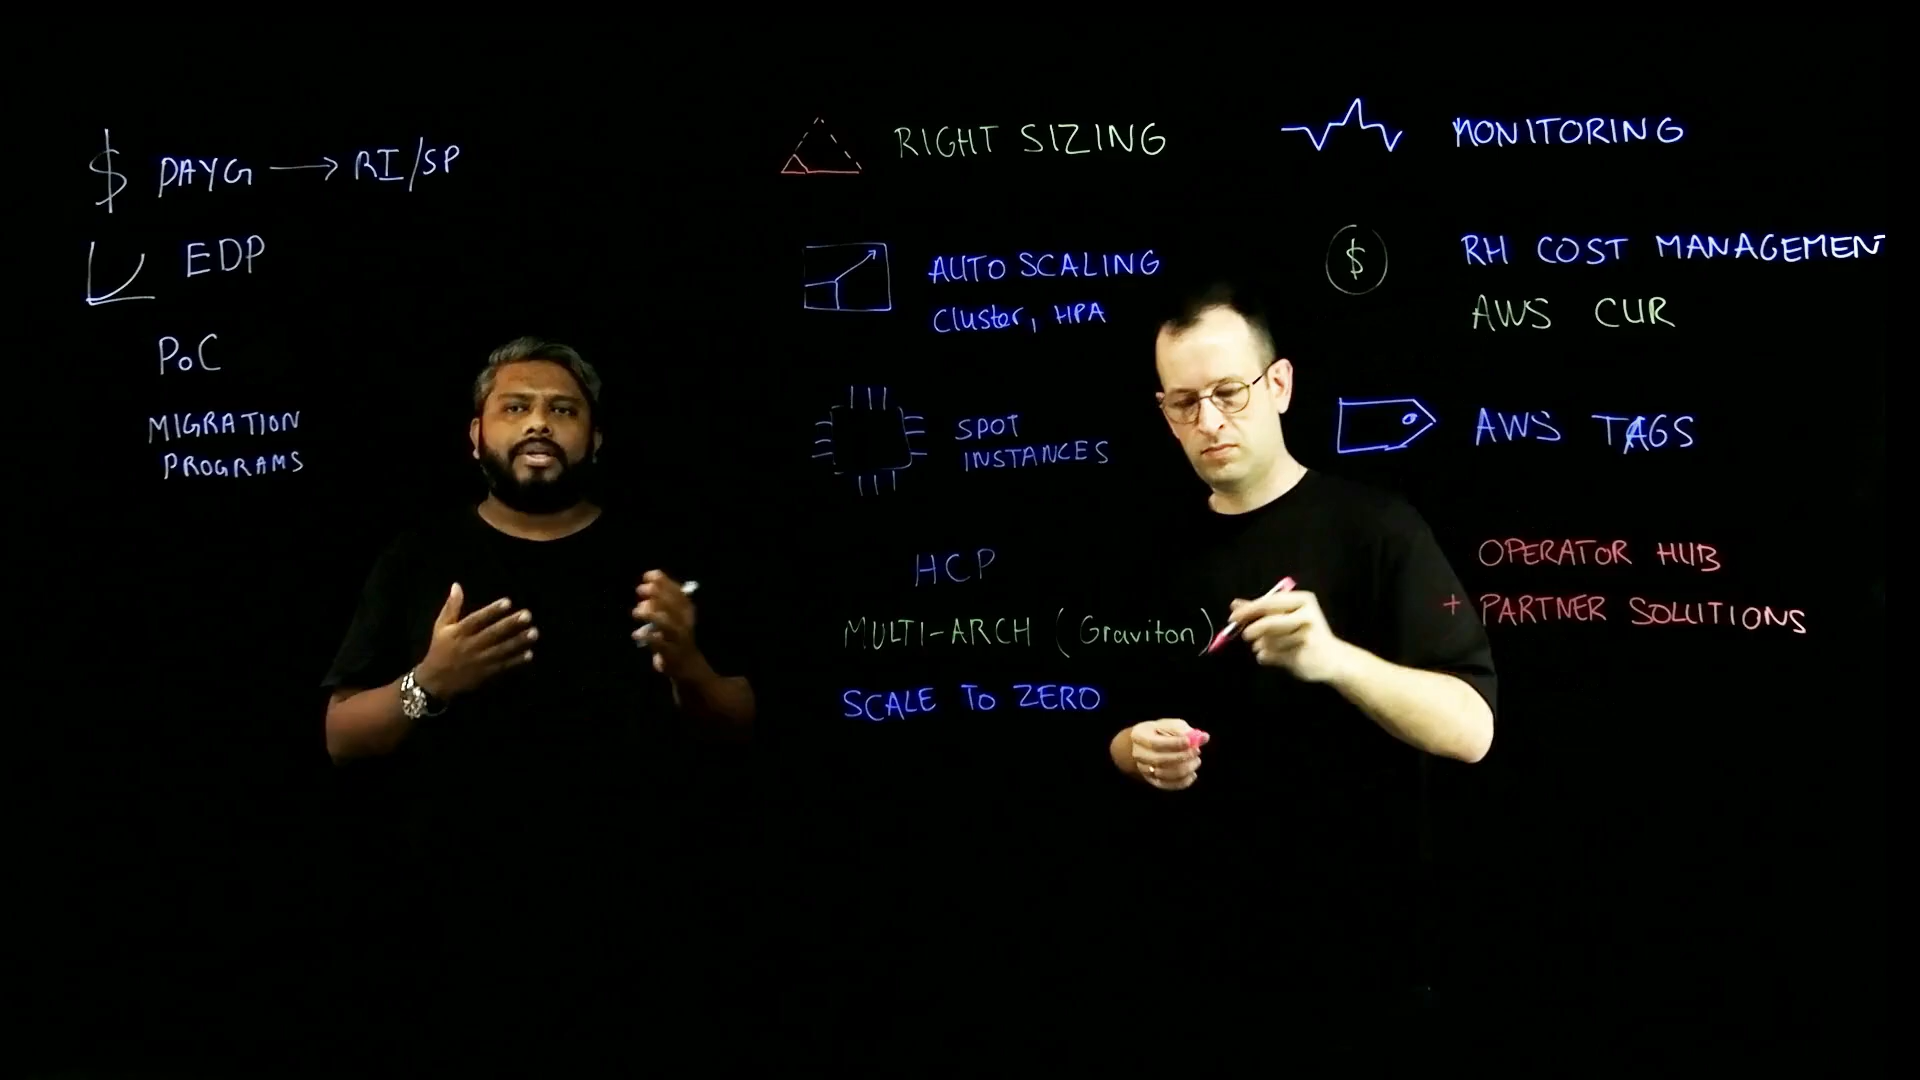 $ PAYG → RI/SP
EDP
PoC
MIGRATION
PROGRAMS
RIGHT SIZING
AUTO SCALING
Cluster, HPA
SPOT
INSTANCES
HCP
MULTI-ARCH (Graviton)
SCALE TO ZERO
MONITORING
$ RH COST MANAGEMENT
AWS CUR
AWS TAGS
OPERATOR HUB
+ PARTNER SOLUTIONS